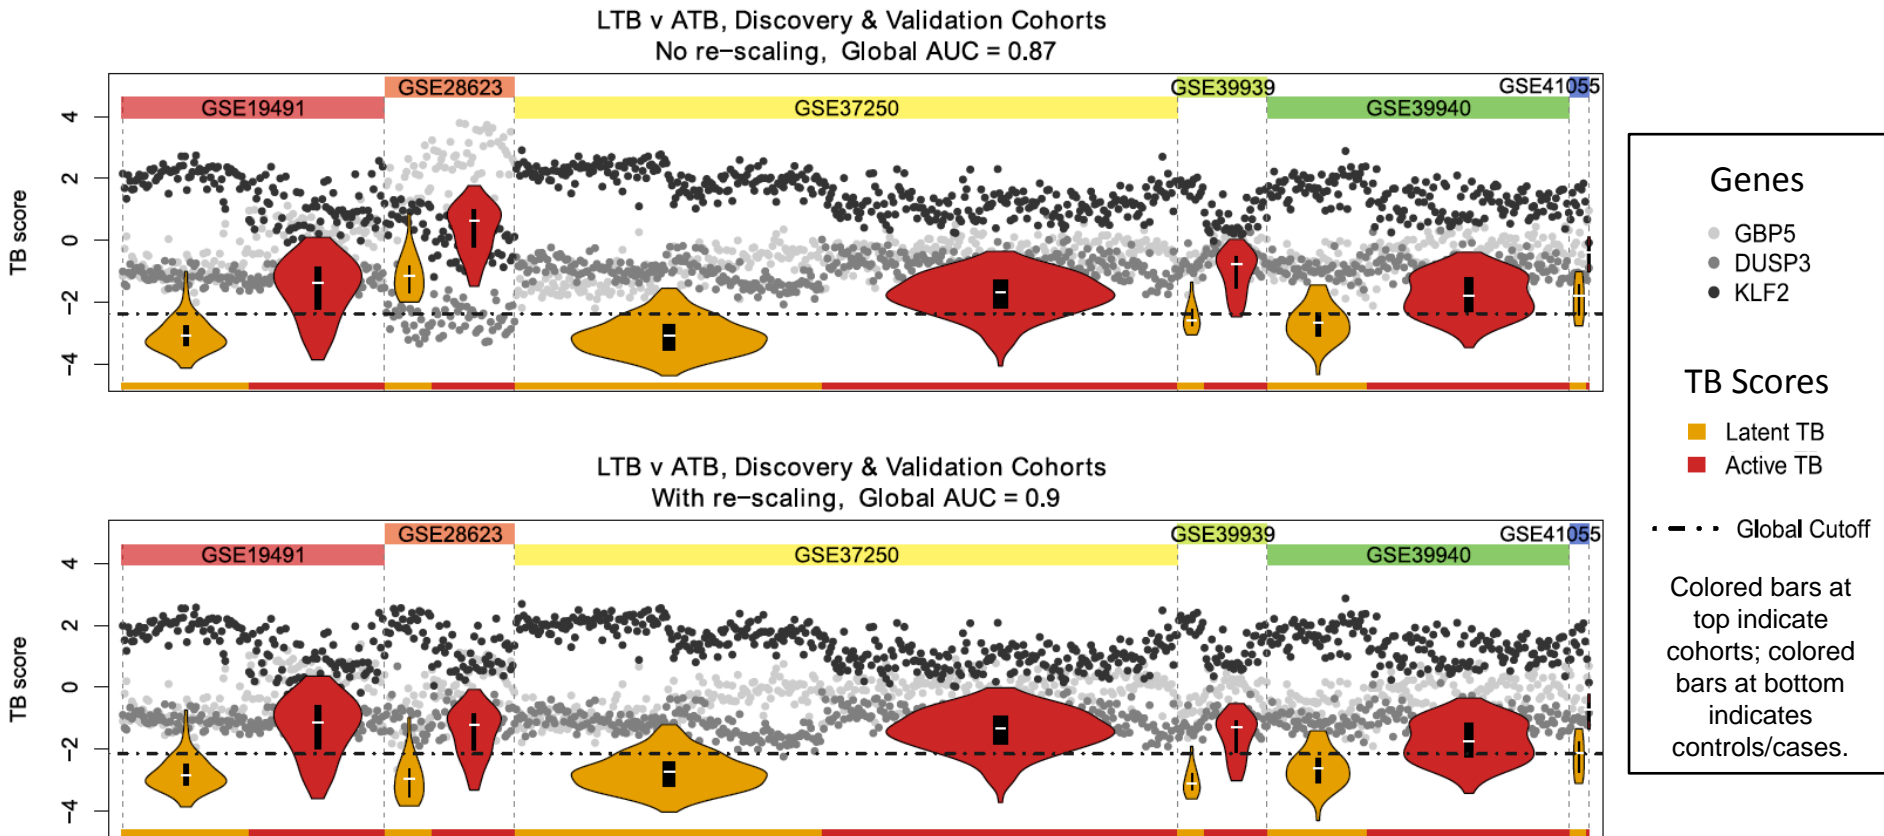 LTB v ATB, Discovery & Validation Cohorts
No re-scaling, Global AUC = 0.87
GSE28623
GSE39939
GSE41055
GSE19491
GSE37250
GSE39940
TB score
4
2
0
−2
−4
LTB v ATB, Discovery & Validation Cohorts
With re-scaling, Global AUC = 0.9
GSE28623
GSE39939
GSE41055
GSE19491
GSE37250
GSE39940
TB score
4
2
0
−2
−4
Genes
GBP5
DUSP3
KLF2
TB Scores
Latent TB
Active TB
Global Cutoff
Colored bars at
top indicate
cohorts; colored
bars at bottom
indicates
controls/cases.